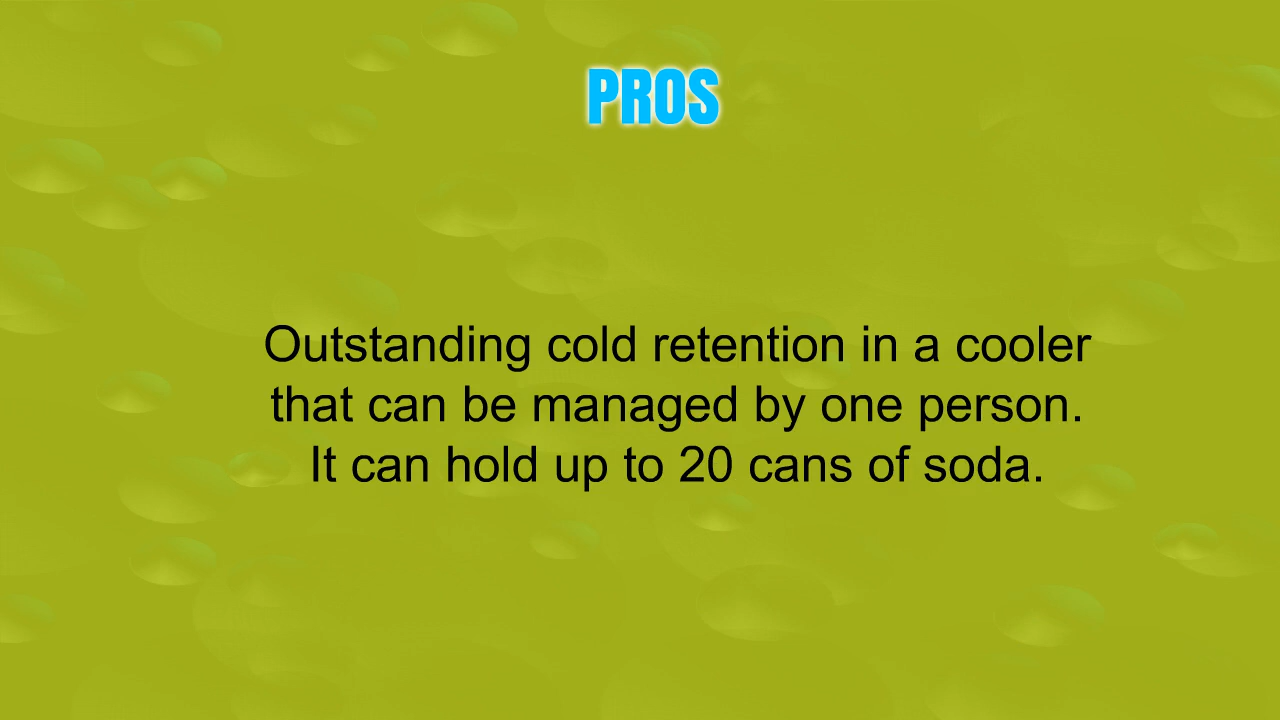 PROS
Outstanding cold retention in a cooler
that can be managed by one person.
It can hold up to 20 cans of soda.